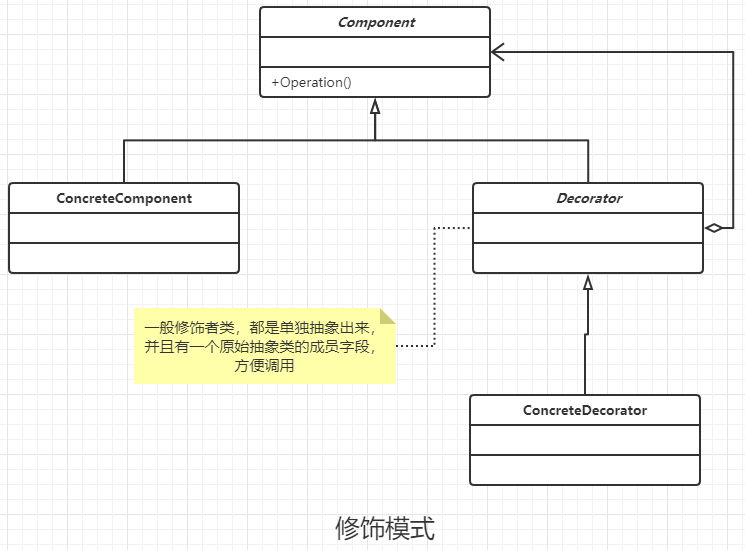 Component
+Operation()
ConcreteComponent
Decorator
一般修饰者类，都是单独抽象出来，
并且有一个原始抽象类的成员字段，
方便调用
ConcreteDecorator
修饰模式